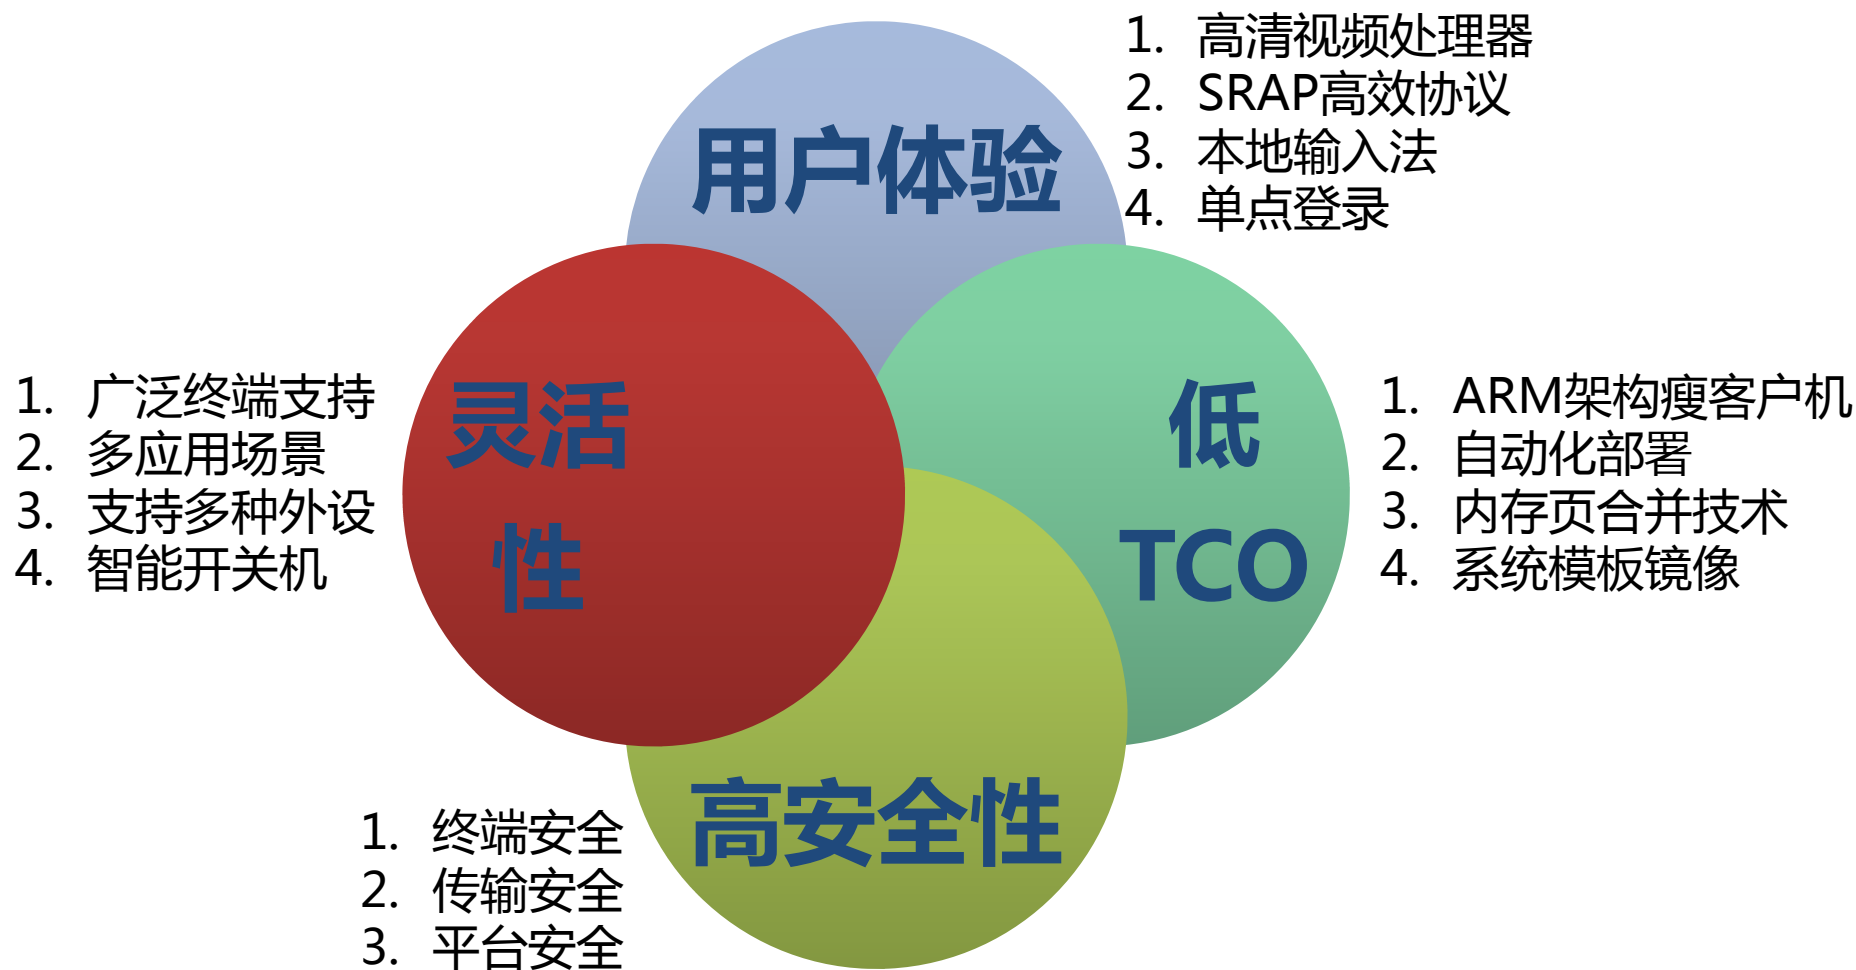 用户体验
1. 高清视频处理器
2. SRAP高效协议
3. 本地输入法
4. 单点登录
灵活
性
1. 广泛终端支持
2. 多应用场景
3. 支持多种外设
4. 智能开关机
低
TCO
1. ARM架构瘦客户机
2. 自动化部署
3. 内存页合并技术
4. 系统模板镜像
高安全性
1. 终端安全
2. 传输安全
3. 平台安全